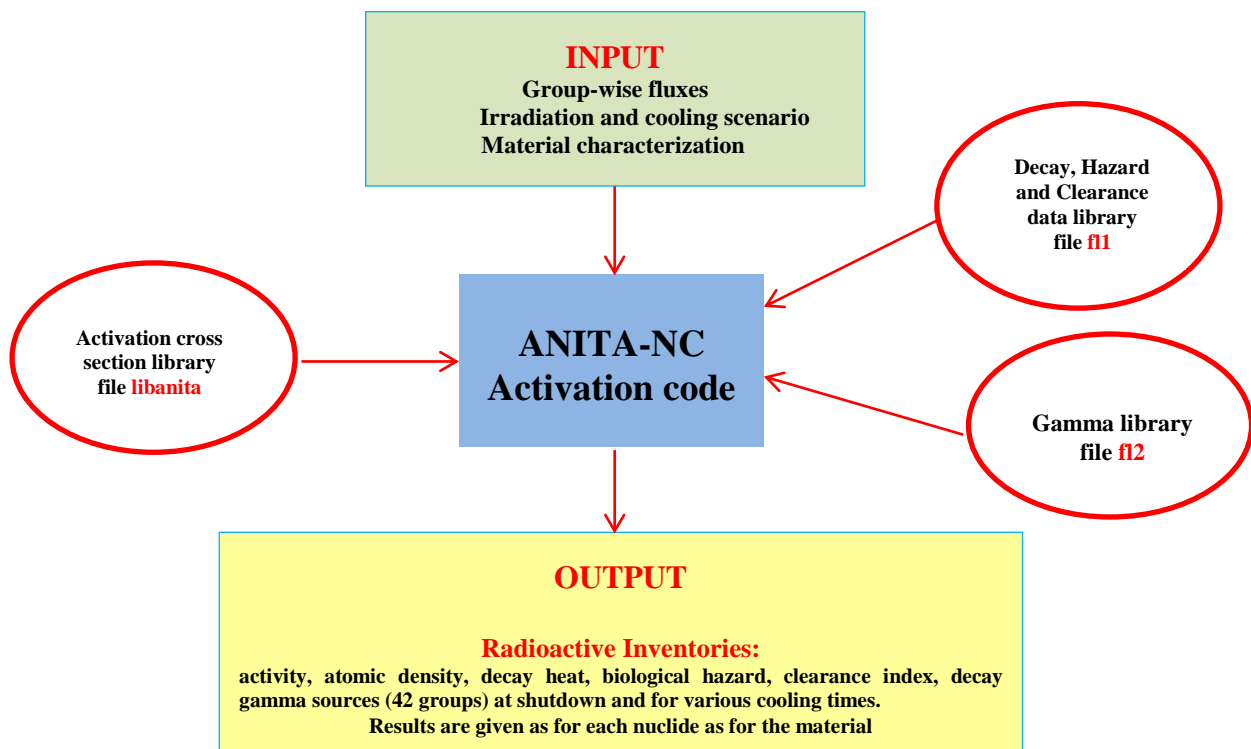 INPUT
Group-wise fluxes
Irradiation and cooling scenario
Material characterization
Decay, Hazard
and Clearance
data library
file fl1
Activation cross
section library
file libanita
ANITA-NC
Activation code
Gamma library
file fl2
OUTPUT
Radioactive Inventories:
activity, atomic density, decay heat, biological hazard, clearance index, decay
gamma sources (42 groups) at shutdown and for various cooling times.
Results are given as for each nuclide as for the material